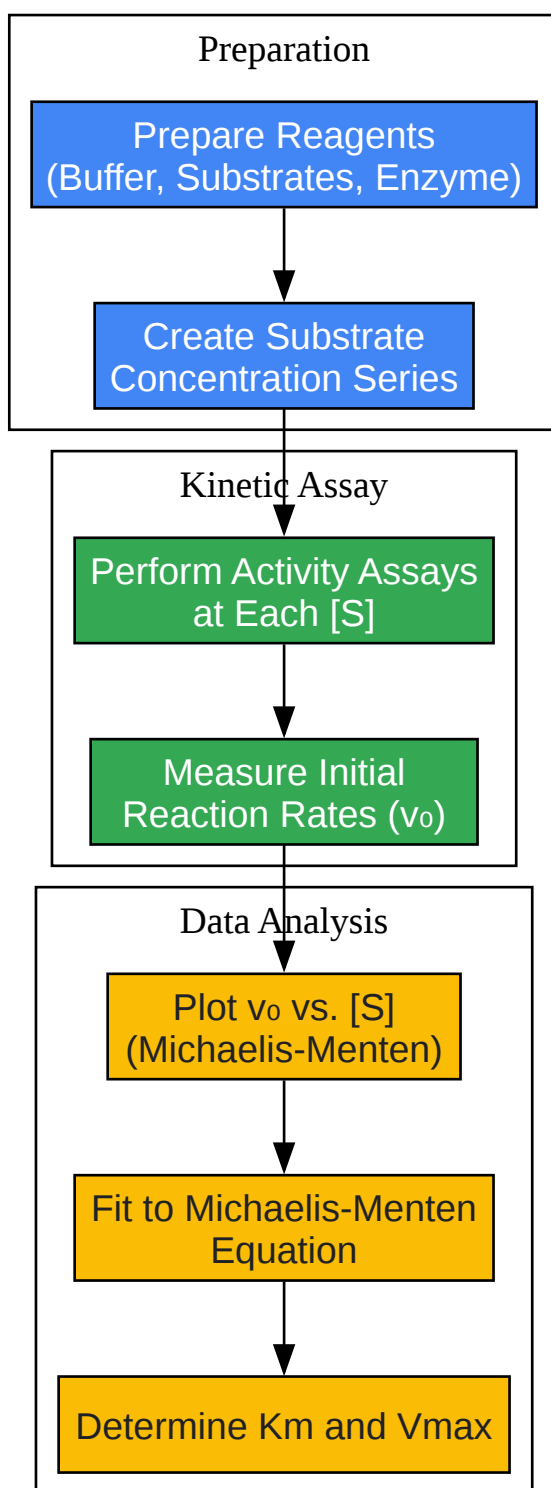 Preparation
Prepare Reagents
(Buffer, Substrates, Enzyme)
Create Substrate
Concentration Series
Kinetic Assay
Perform Activity Assays
at Each [S]
Measure Initial
Reaction Rates (v₀)
Data Analysis
Plot v₀ vs. [S]
(Michaelis-Menten)
Fit to Michaelis-Menten
Equation
Determine Km and Vmax